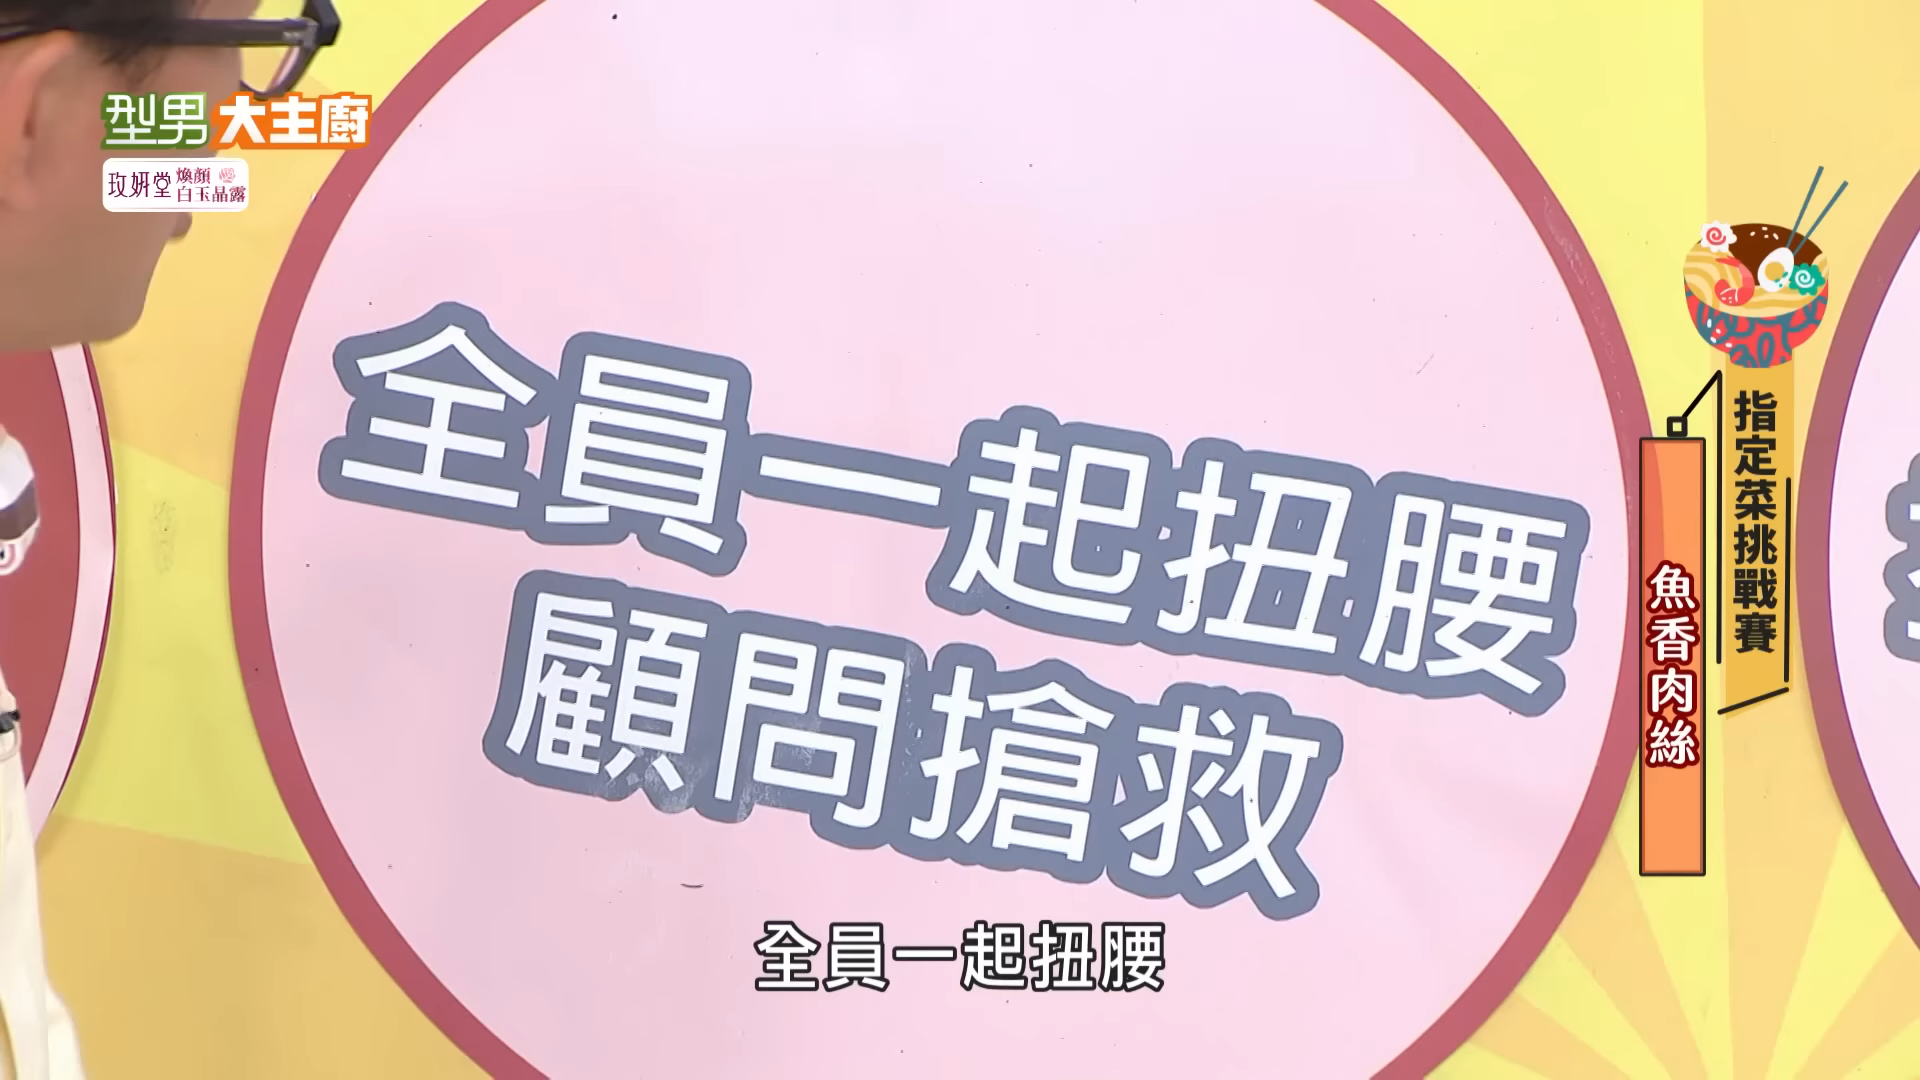 型男大主廚
玫妍堂 煥顏
白玉晶露
全員一起扭腰
顧問搶救
指定菜挑戰賽
魚香肉絲
全員一起扭腰